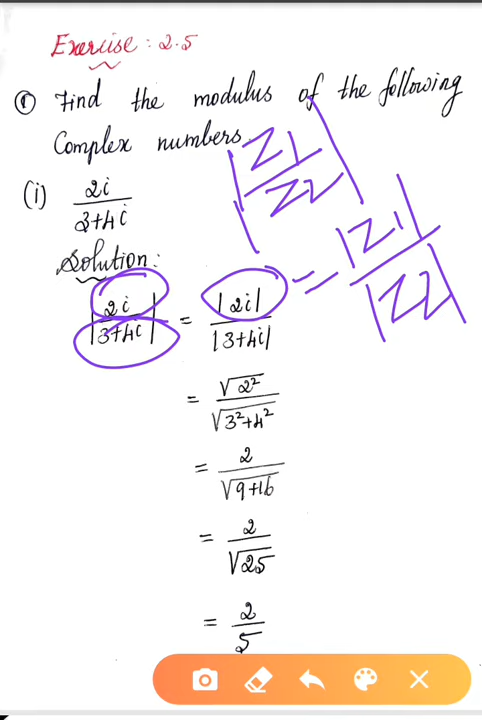 Exercise : 2.5
① Find the modulus of the following
Complex numbers.
(i) 2i / 3+4i
Solution:
|2i / 3+4i| = |2i| / |3+4i|
|Z1 / Z2| = |Z1| / |Z2|
= √2² / √3²+4²
= 2 / √9+16
= 2 / √25
= 2 / 5